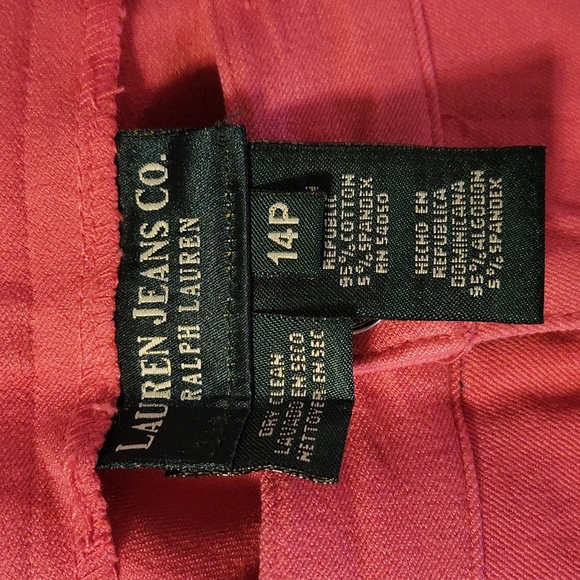 LAUREN JEANS CO.
RALPH LAUREN
14P
REPUBLI
95% COTTON
5% SPANDEX
RN 54050
HECHO EN
REPUBLICA
DOMINICANA
95% ALGODON
5% SPANDEX
DRY CLEAN
LAVADO EN SECO
NETTOYER EN SEC